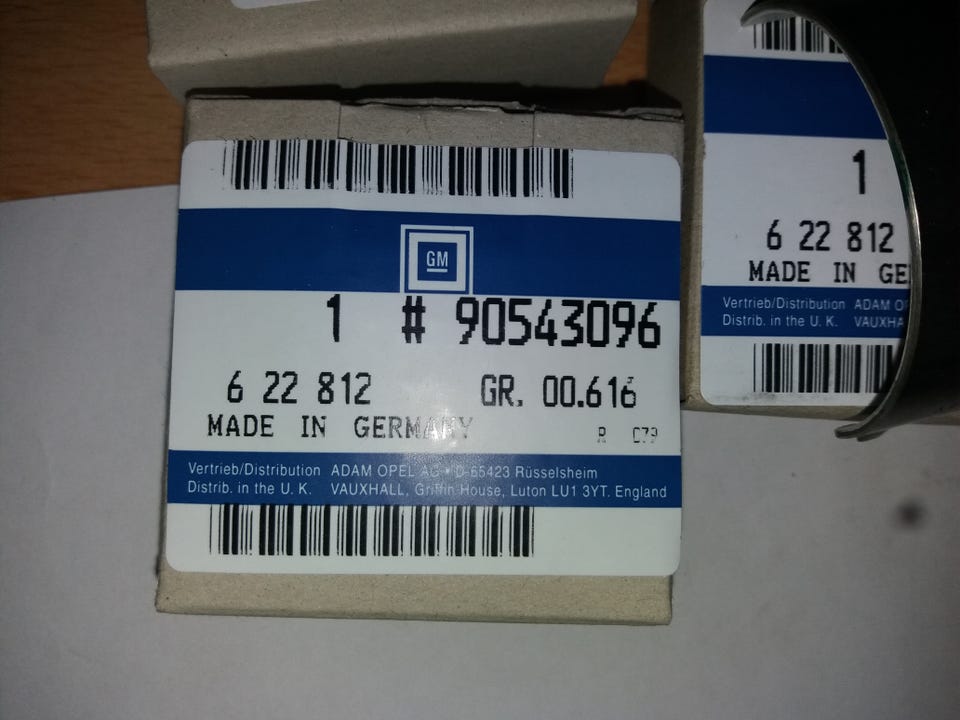 GM
1 # 90543096
6 22 812 GR. 00.616
MADE IN GERMANY
R 079
Vertrieb/Distribution ADAM OPEL AG • D-65423 Rüsselsheim
Distrib. in the U. K. VAUXHALL, Griffin House, Luton LU1 3YT. England
1
6 22 812
MADE IN GE
Vertrieb/Distribution ADAM
Distrib. in the U. K. VAUXHA